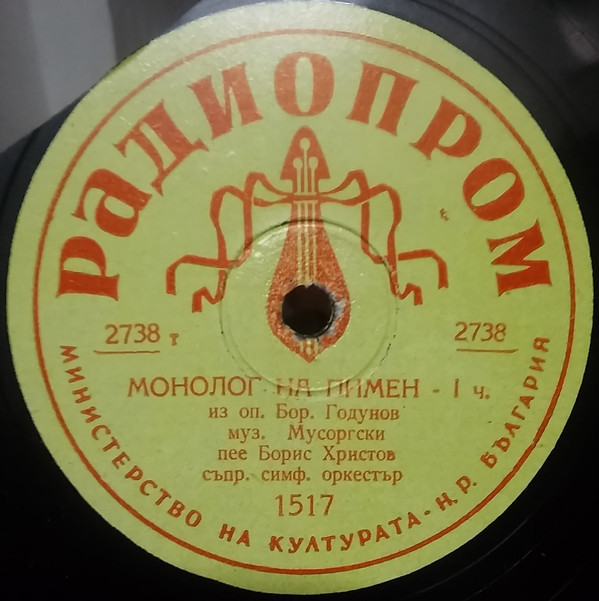 РАДИОПРОМ
2738 т
2738
МОНОЛОГ НА ПИМЕН - I ч.
из оп. Бор. Годунов
муз. Мусоргски
пее Борис Христов
съпр. симф. оркестър
1517
МИНИСТЕРСТВО НА КУЛТУРАТА - Н. Р. БЪЛГАРИЯ